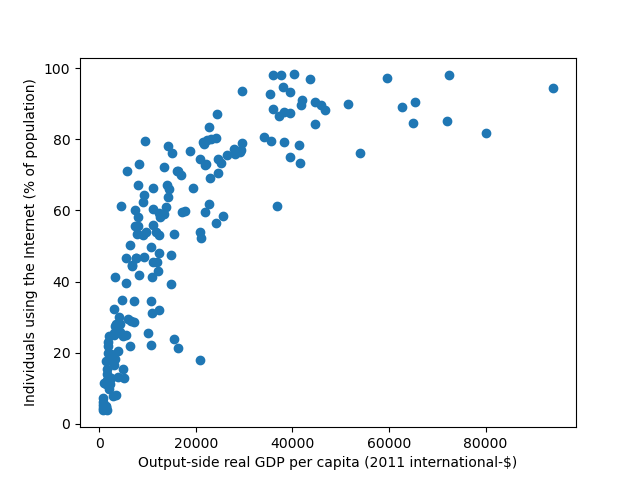 100
80
60
40
20
0
Individuals using the Internet (% of population)
0 20000 40000 60000 80000
Output-side real GDP per capita (2011 international-$)